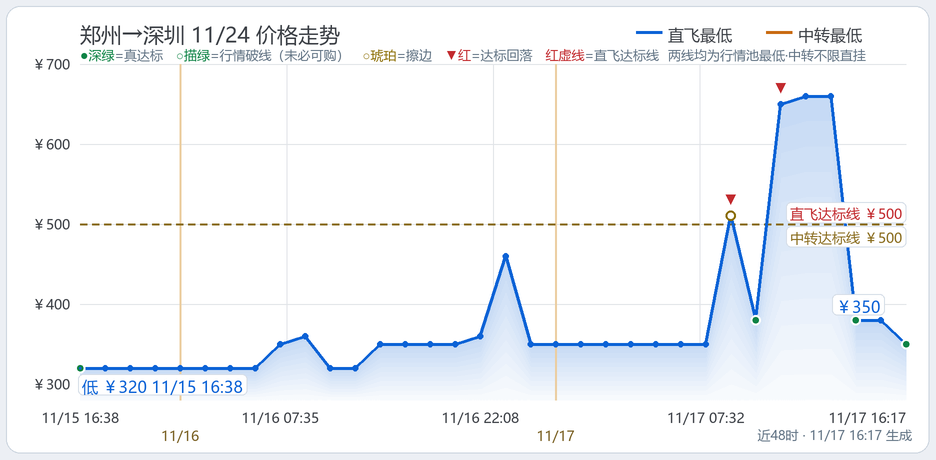 郑州→深圳 11/24 价格走势
直飞最低 中转最低
●深绿=真达标 ○描绿=行情破线（未必可购） ○琥珀=擦边 ▼红=达标回落 红虚线=直飞达标线 两线均为行情池最低·中转不限直挂
¥700
¥600
直飞达标线 ¥500
¥500
中转达标线 ¥500
¥400
¥350
¥300
低 ¥320 11/15 16:38
11/15 16:38 11/16 07:35 11/16 22:08 11/17 07:32 11/17 16:17
11/16 11/17
近48时 · 11/17 16:17 生成